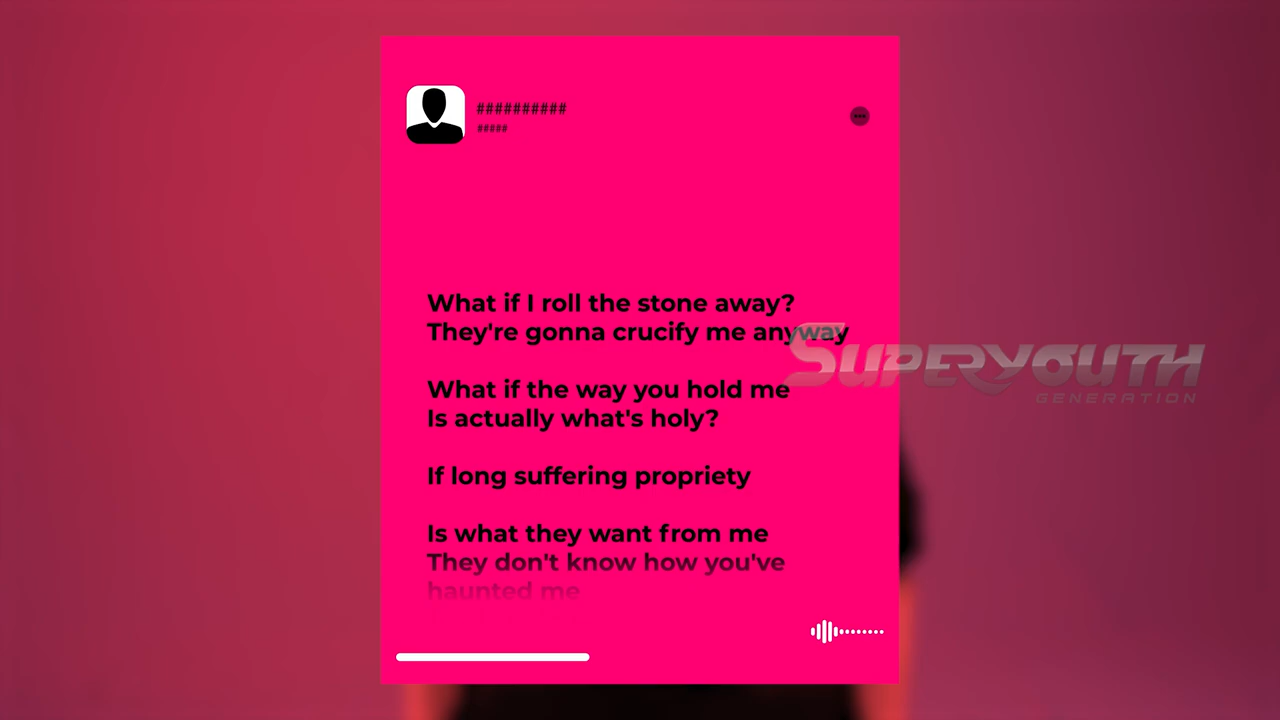 ##########
#####
What if I roll the stone away?
They're gonna crucify me anyway
What if the way you hold me
Is actually what's holy?
If long suffering propriety
Is what they want from me
They don't know how you've
haunted me
SUPERYOUTH
GENERATION